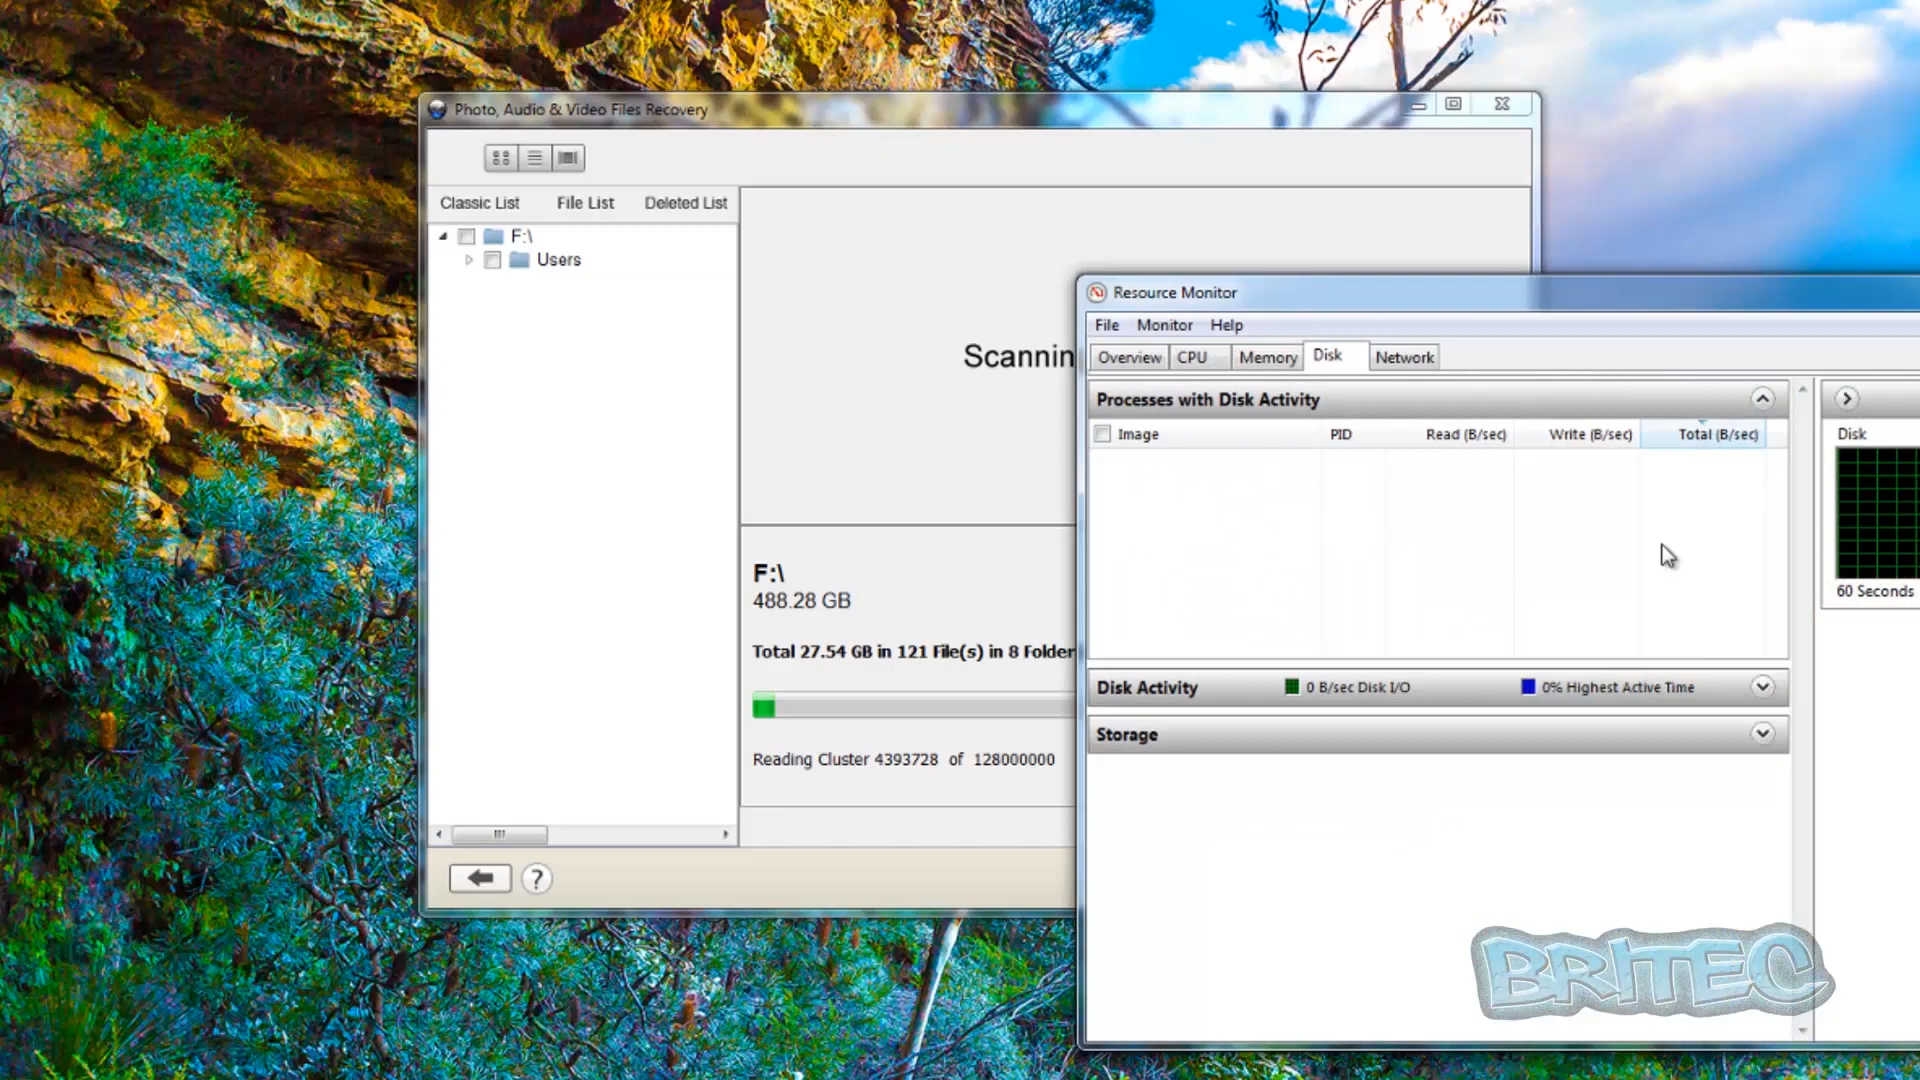 Photo, Audio & Video Files Recovery
Classic List File List Deleted List
F:\
Users
Scannin
F:\
488.28 GB
Total 27.54 GB in 121 File(s) in 8 Folder
Reading Cluster 4393728 of 128000000
?
Resource Monitor
File Monitor Help
Overview CPU Memory Disk Network
Processes with Disk Activity
Image PID Read (B/sec) Write (B/sec) Total (B/sec)
Disk
60 Seconds
Disk Activity 0 B/sec Disk I/O 0% Highest Active Time
Storage
BRITEC